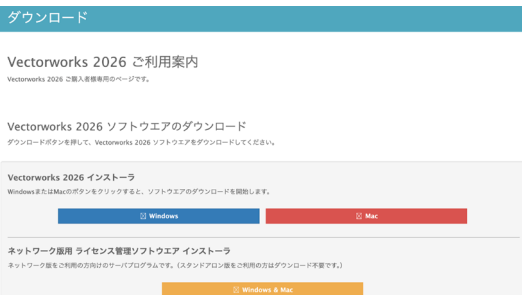 ダウンロード
Vectorworks 2026 ご利用案内
Vectorworks 2026 ご購入者様専用のページです。
Vectorworks 2026 ソフトウエアのダウンロード
ダウンロードボタンを押して、Vectorworks 2026 ソフトウエアをダウンロードしてください。
Vectorworks 2026 インストーラ
WindowsまたはMacのボタンをクリックすると、ソフトウエアのダウンロードを開始します。
Windows
Mac
ネットワーク版用 ライセンス管理ソフトウエア インストーラ
ネットワーク版をご利用の方向けのサーバプログラムです。(スタンドアロン版をご利用の方はダウンロード不要です。)
Windows & Mac